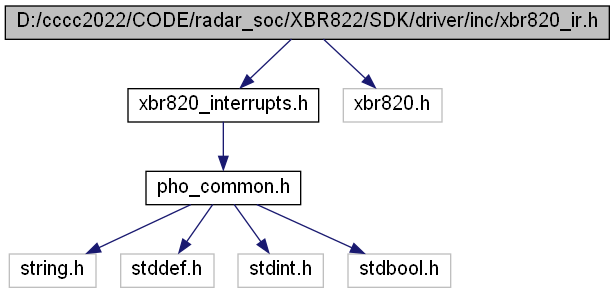 D:/cccc2022/CODE/radar_soc/XBR822/SDK/driver/inc/xbr820_ir.h
xbr820_interrupts.h
xbr820.h
pho_common.h
string.h
stddef.h
stdint.h
stdbool.h